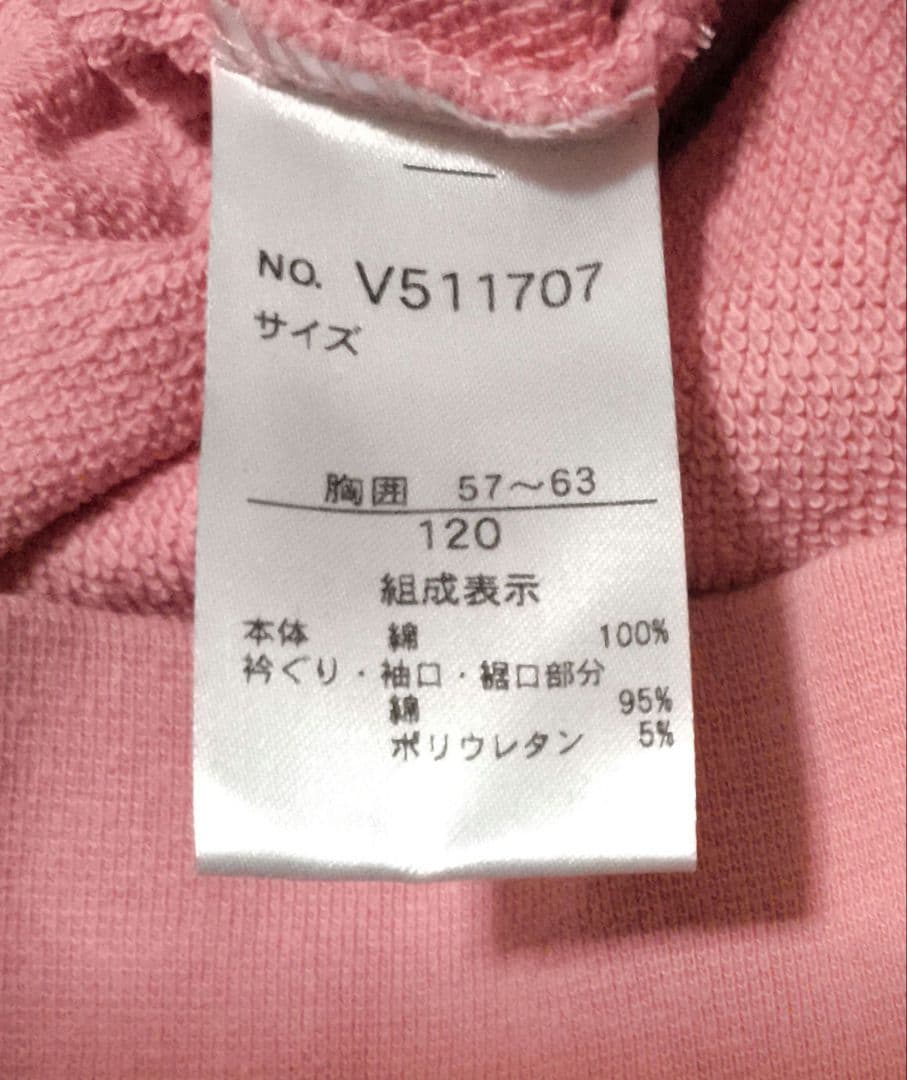 NO. V511707
サイズ
胸囲 57～63
120
組成表示
本体 綿 100%
衿ぐり・袖口・裾口部分
綿 95%
ポリウレタン 5%